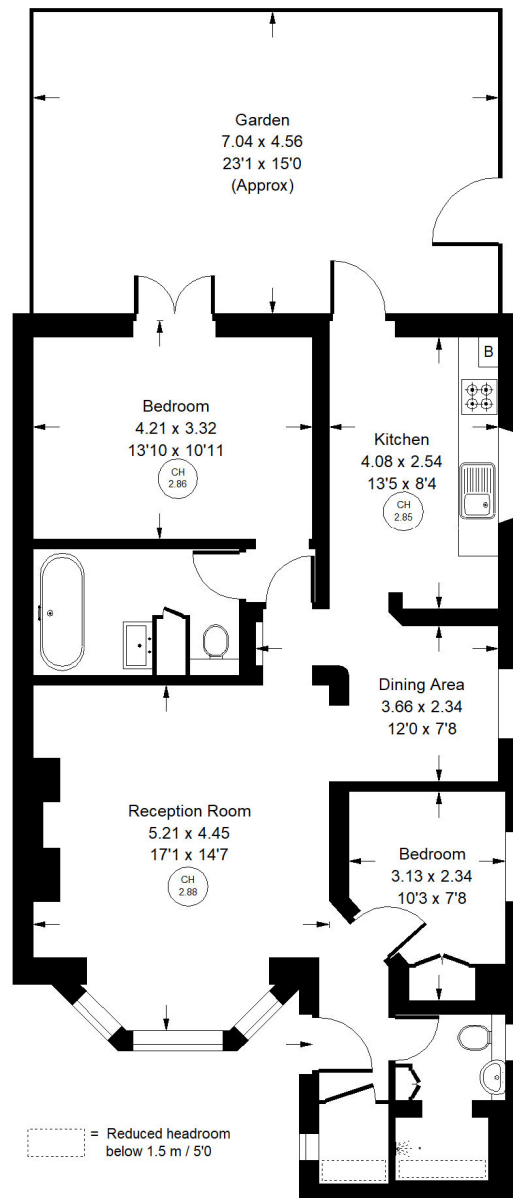 Garden
7.04 x 4.56
23'1 x 15'0
(Approx)
B
Bedroom
4.21 x 3.32
13'10 x 10'11
CH
2.86
Kitchen
4.08 x 2.54
13'5 x 8'4
CH
2.85
Dining Area
3.66 x 2.34
12'0 x 7'8
Reception Room
5.21 x 4.45
17'1 x 14'7
CH
2.88
Bedroom
3.13 x 2.34
10'3 x 7'8
= Reduced headroom
below 1.5 m / 5'0